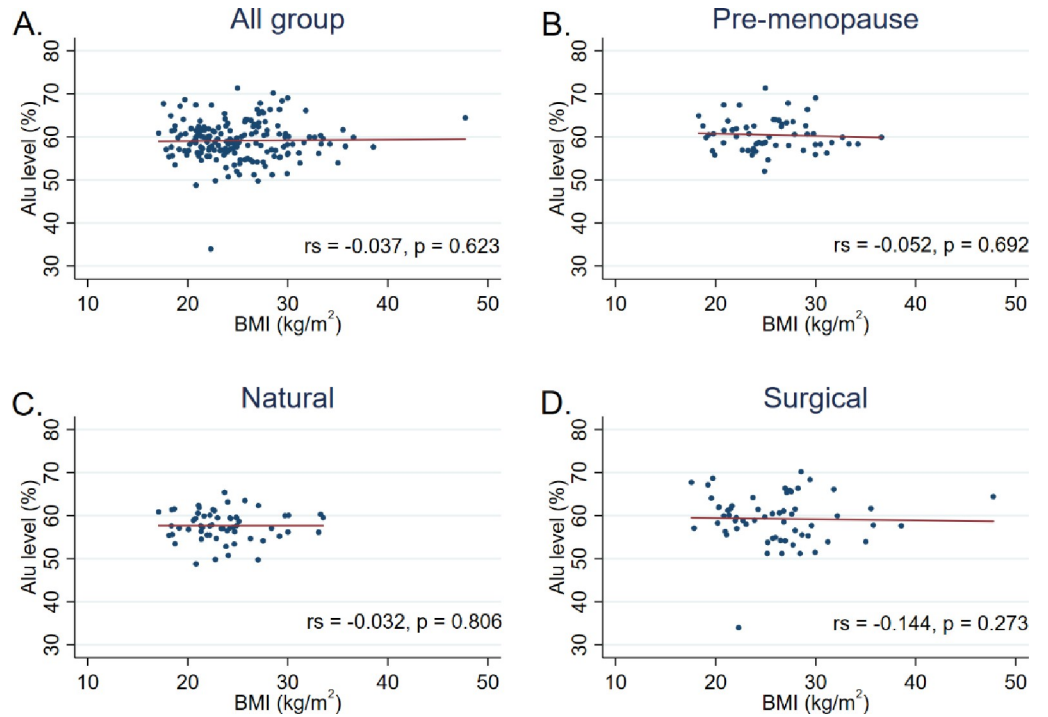 A.
All group
80
70
60
50
40
30
Alu level (%)
rs = -0.037, p = 0.623
10 20 30 40 50
BMI (kg/m²)
B.
Pre-menopause
80
70
60
50
40
30
Alu level (%)
rs = -0.052, p = 0.692
10 20 30 40 50
BMI (kg/m²)
C.
Natural
80
70
60
50
40
30
Alu level (%)
rs = -0.032, p = 0.806
10 20 30 40 50
BMI (kg/m²)
D.
Surgical
80
70
60
50
40
30
Alu level (%)
rs = -0.144, p = 0.273
10 20 30 40 50
BMI (kg/m²)